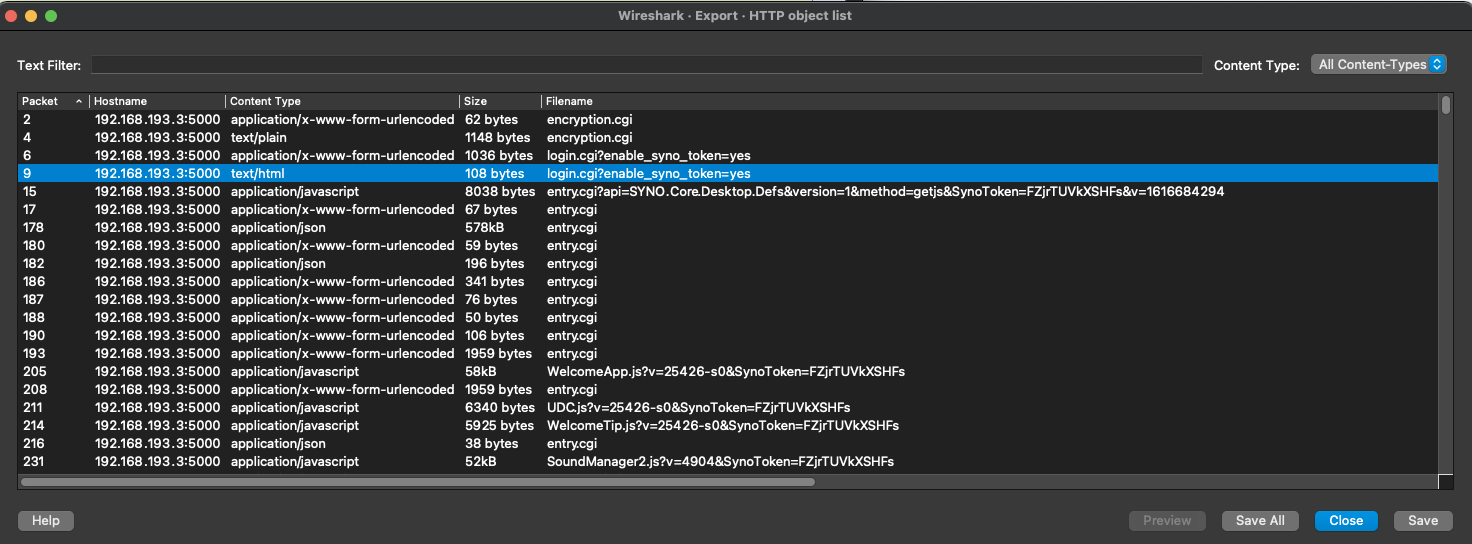 Wireshark · Export · HTTP object list
Text Filter: Content Type: All Content-Types
Packet Hostname Content Type Size Filename
2 192.168.193.3:5000 application/x-www-form-urlencoded 62 bytes encryption.cgi
4 192.168.193.3:5000 text/plain 1148 bytes encryption.cgi
6 192.168.193.3:5000 application/x-www-form-urlencoded 1036 bytes login.cgi?enable_syno_token=yes
9 192.168.193.3:5000 text/html 108 bytes login.cgi?enable_syno_token=yes
15 192.168.193.3:5000 application/javascript 8038 bytes entry.cgi?api=SYNO.Core.Desktop.Defs&version=1&method=getjs&SynoToken=FZjrTUVkXSHFs&v=1616684294
17 192.168.193.3:5000 application/x-www-form-urlencoded 67 bytes entry.cgi
178 192.168.193.3:5000 application/json 578kB entry.cgi
180 192.168.193.3:5000 application/x-www-form-urlencoded 59 bytes entry.cgi
182 192.168.193.3:5000 application/json 196 bytes entry.cgi
186 192.168.193.3:5000 application/x-www-form-urlencoded 341 bytes entry.cgi
187 192.168.193.3:5000 application/x-www-form-urlencoded 76 bytes entry.cgi
188 192.168.193.3:5000 application/x-www-form-urlencoded 50 bytes entry.cgi
190 192.168.193.3:5000 application/x-www-form-urlencoded 106 bytes entry.cgi
193 192.168.193.3:5000 application/x-www-form-urlencoded 1959 bytes entry.cgi
205 192.168.193.3:5000 application/javascript 58kB WelcomeApp.js?v=25426-s0&SynoToken=FZjrTUVkXSHFs
208 192.168.193.3:5000 application/x-www-form-urlencoded 1959 bytes entry.cgi
211 192.168.193.3:5000 application/javascript 6340 bytes UDC.js?v=25426-s0&SynoToken=FZjrTUVkXSHFs
214 192.168.193.3:5000 application/javascript 5925 bytes WelcomeTip.js?v=25426-s0&SynoToken=FZjrTUVkXSHFs
216 192.168.193.3:5000 application/json 38 bytes entry.cgi
231 192.168.193.3:5000 application/javascript 52kB SoundManager2.js?v=4904&SynoToken=FZjrTUVkXSHFs
Help Preview Save All Close Save